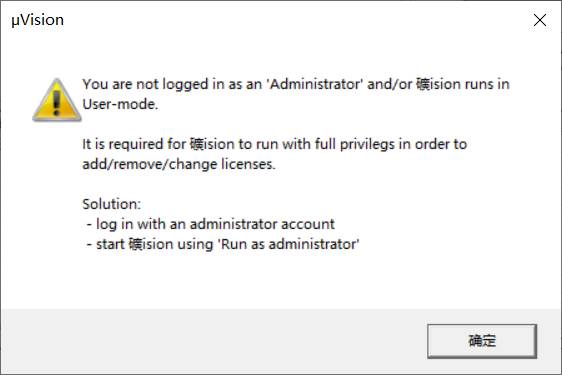 µVision
You are not logged in as an 'Administrator' and/or 礦ision runs in
User-mode.
It is required for 礦ision to run with full privilegs in order to
add/remove/change licenses.
Solution:
- log in with an administrator account
- start 礦ision using 'Run as administrator'
确定